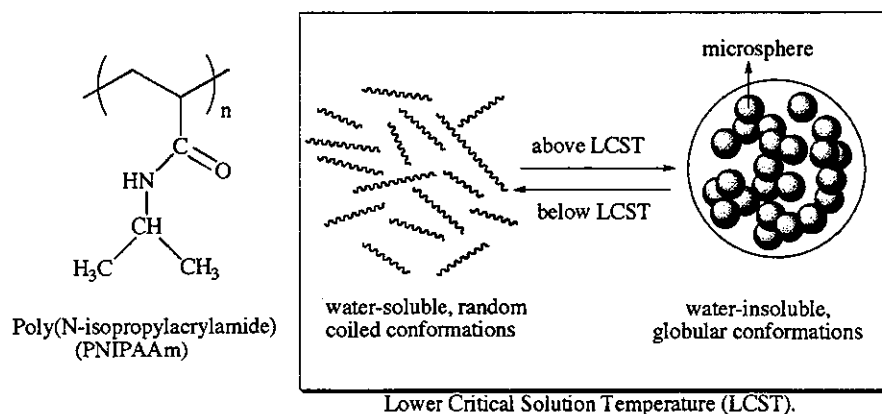 n
C
O
HN
CH
H₃C
CH₃
Poly(N-isopropylacrylamide)
(PNIPAAm)
microsphere
above LCST
below LCST
water-soluble, random
coiled conformations
water-insoluble,
globular conformations
Lower Critical Solution Temperature (LCST).